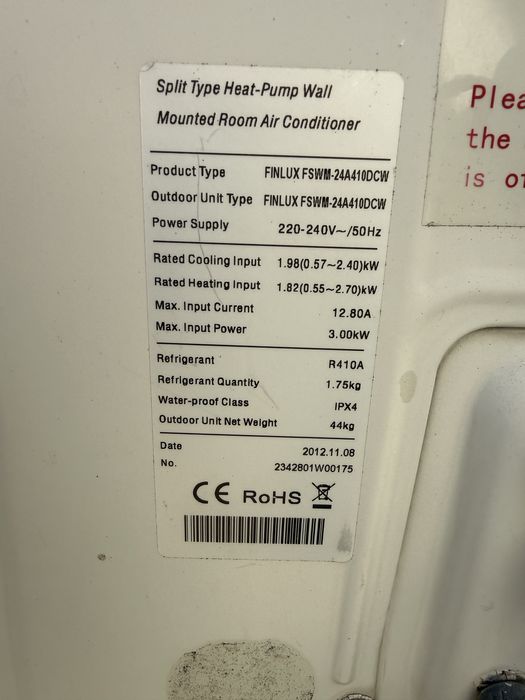 Split Type Heat-Pump Wall
Mounted Room Air Conditioner
Product Type FINLUX FSWM-24A410DCW
Outdoor Unit Type FINLUX FSWM-24A410DCW
Power Supply 220-240V~/50Hz
Rated Cooling Input 1.98(0.57~2.40)kW
Rated Heating Input 1.82(0.55~2.70)kW
Max. Input Current 12.80A
Max. Input Power 3.00kW
Refrigerant R410A
Refrigerant Quantity 1.75kg
Water-proof Class IPX4
Outdoor Unit Net Weight 44kg
Date 2012.11.08
No. 2342801W00175
CE RoHS
the
is